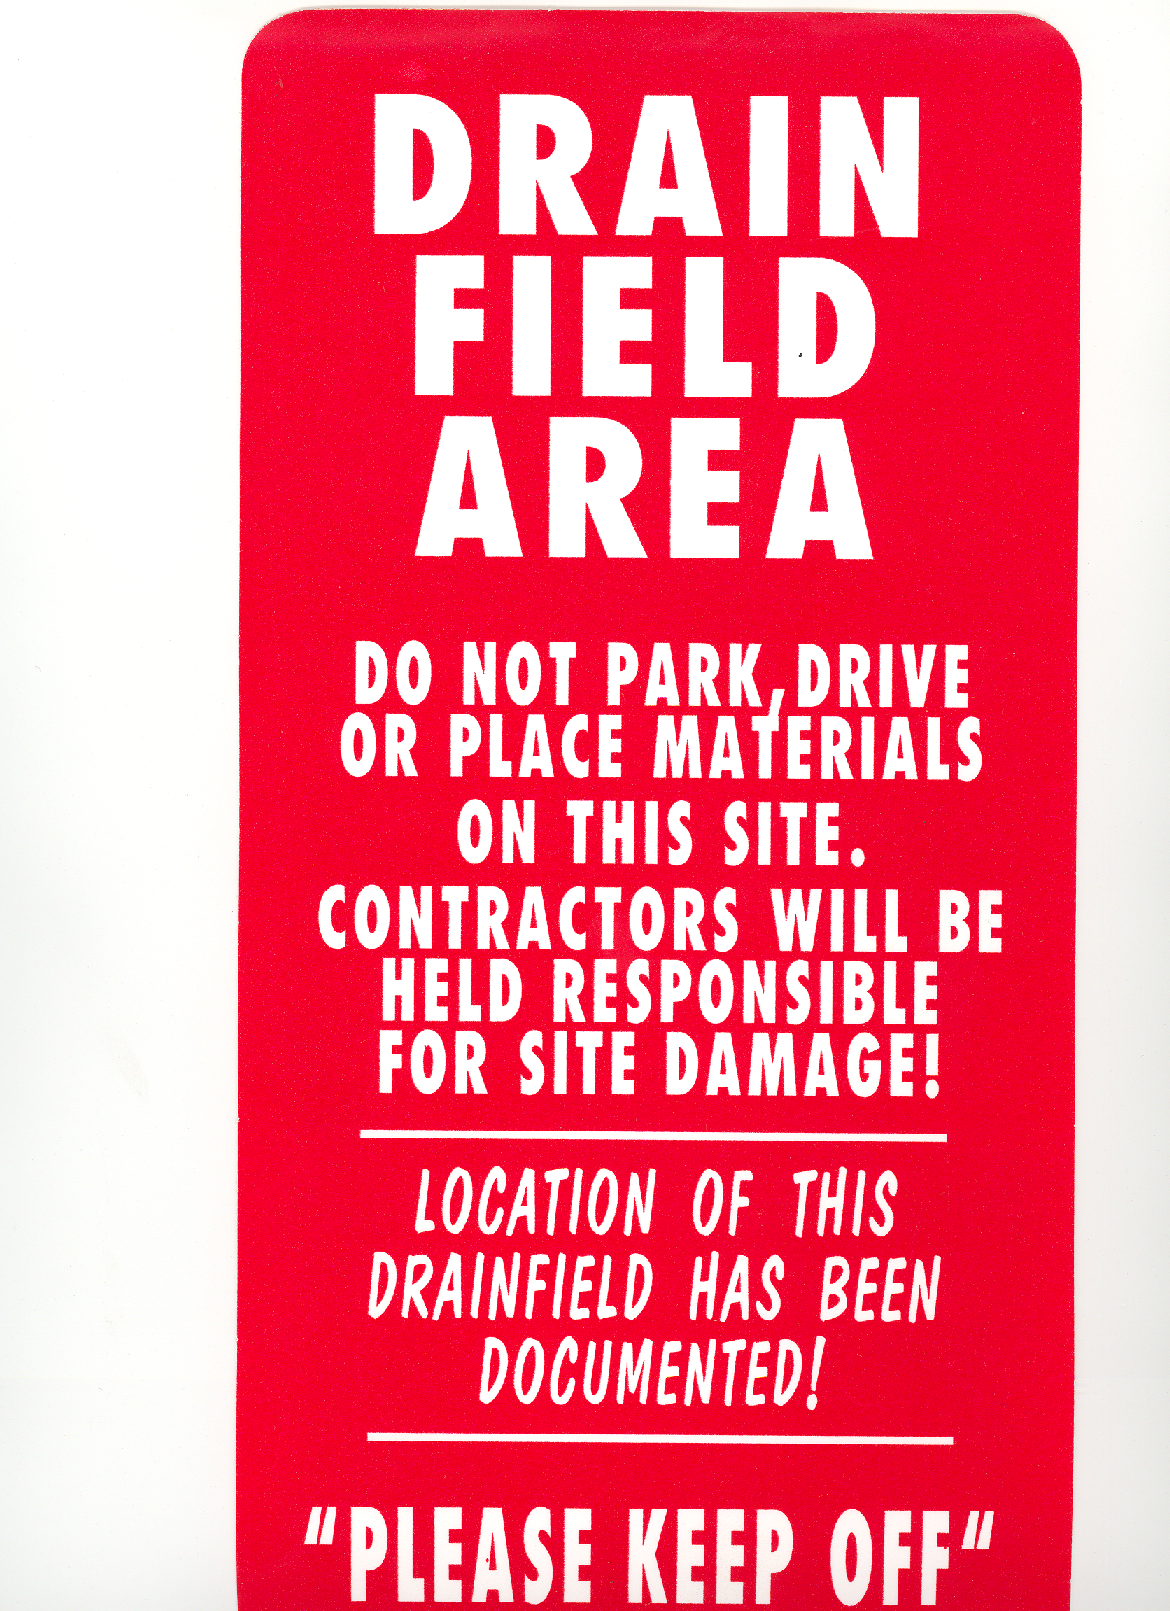 DRAIN
FIELD
AREA
DO NOT PARK, DRIVE
OR PLACE MATERIALS
ON THIS SITE.
CONTRACTORS WILL BE
HELD RESPONSIBLE
FOR SITE DAMAGE!
LOCATION OF THIS
DRAINFIELD HAS BEEN
DOCUMENTED!
"PLEASE KEEP OFF"